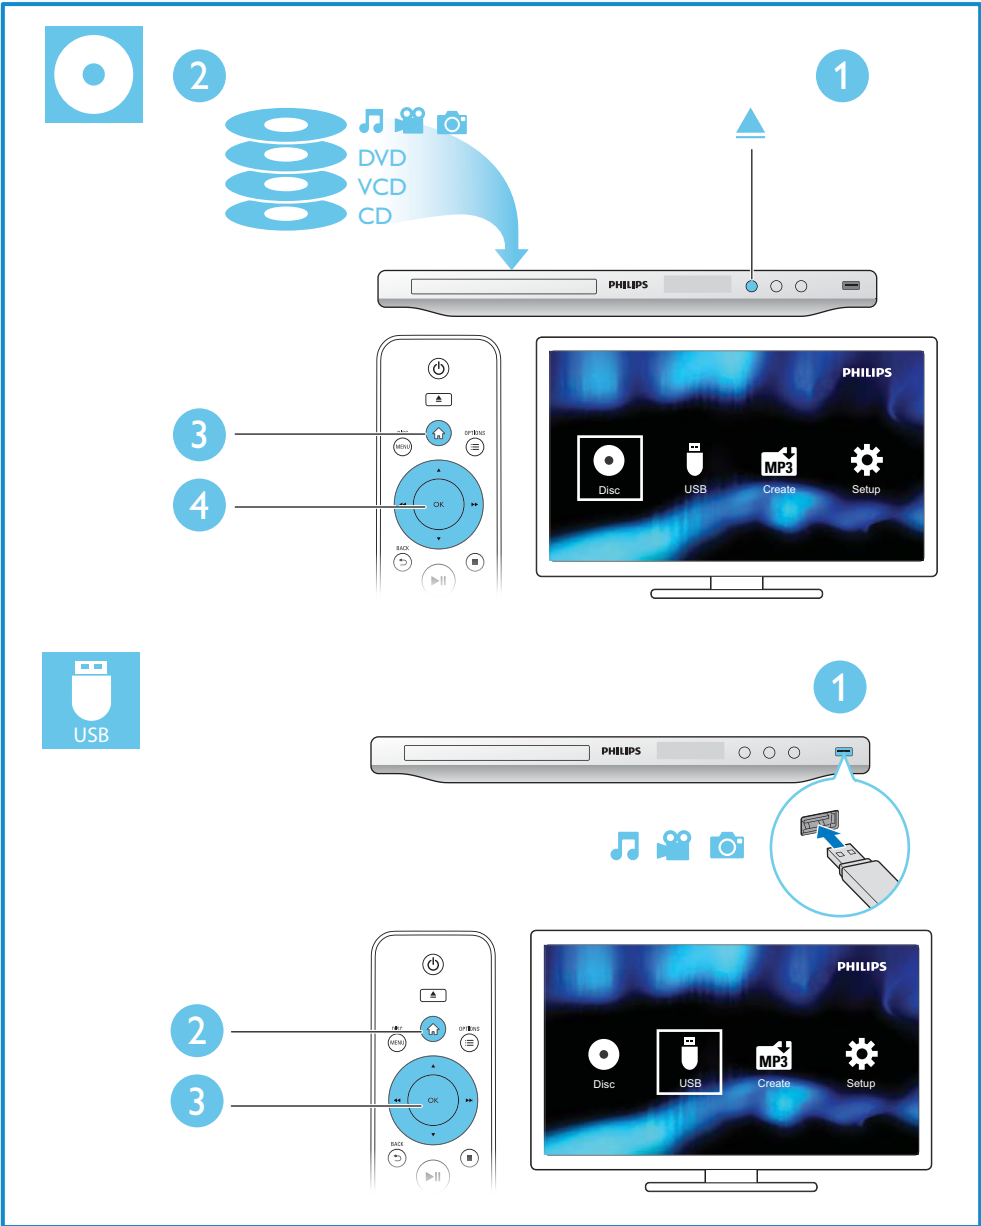 2
1
DVD
VCD
CD
PHILIPS
3
OPTIONS
MENU
4
OK
BACK
PHILIPS
Disc
USB
MP3
Create
Setup
USB
1
PHILIPS
2
OPTIONS
MENU
3
OK
BACK
PHILIPS
Disc
USB
MP3
Create
Setup